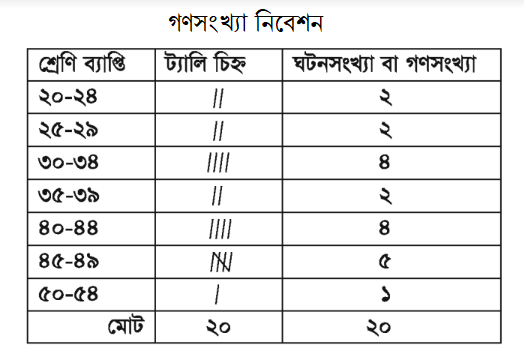 গণসংখ্যা নিবেশন
শ্রেণি ব্যাপ্তি ট্যালি চিহ্ন ঘটনসংখ্যা বা গণসংখ্যা
২০-২৪ // ২
২৫-২৯ // ২
৩০-৩৪ //// ৪
৩৫-৩৯ // ২
৪০-৪৪ //// ৪
৪৫-৪৯ //// ৫
৫০-৫৪ / ১
মোট ২০ ২০